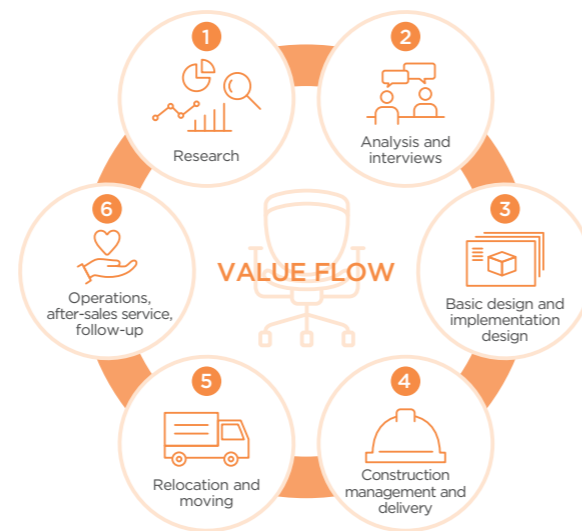 1
Research
2
Analysis and
interviews
3
Basic design and
implementation
design
4
Construction
management and
delivery
5
Relocation and
moving
6
Operations,
after-sales service,
follow-up
VALUE FLOW